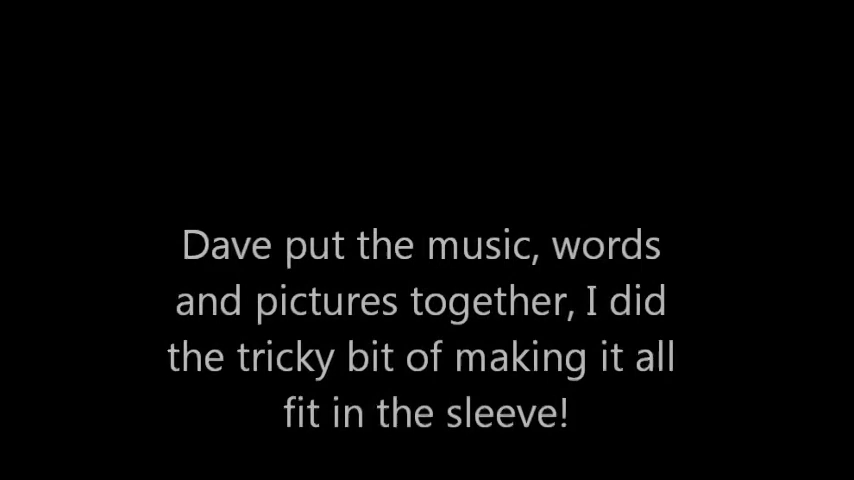 Dave put the music, words
and pictures together, I did
the tricky bit of making it all
fit in the sleeve!